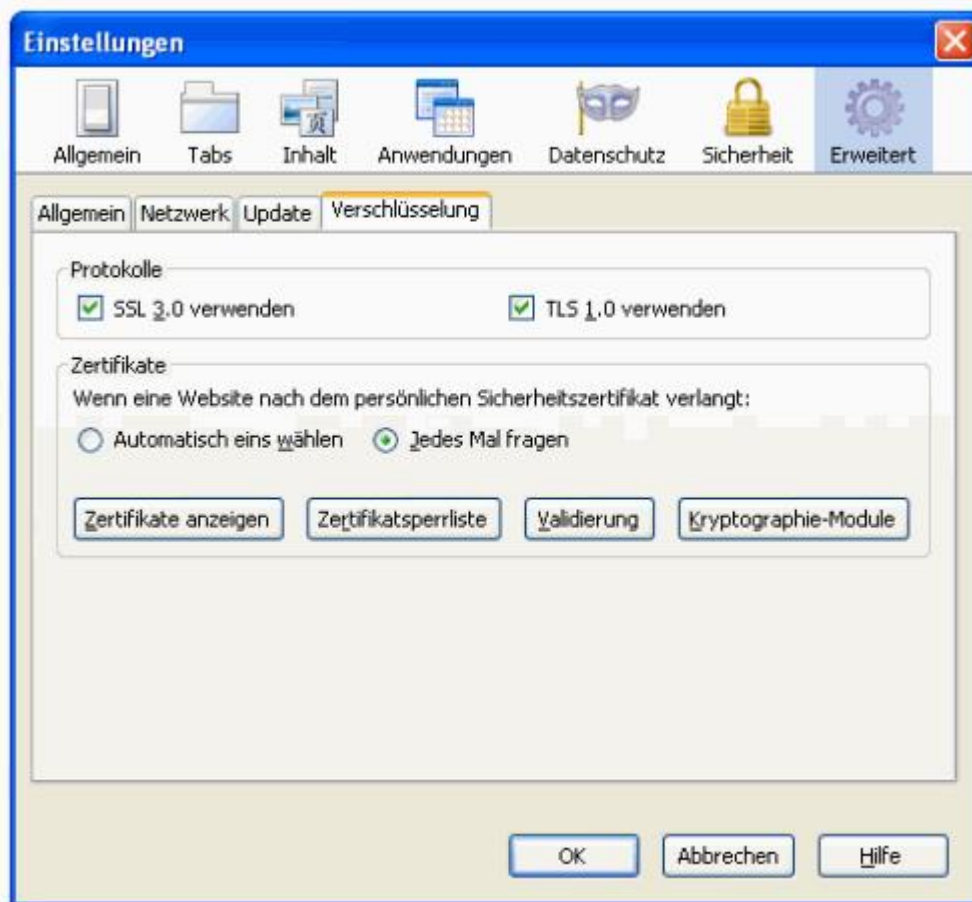 Einstellungen
Allgemein Tabs Inhalt Anwendungen Datenschutz Sicherheit Erweitert
Allgemein Netzwerk Update Verschlüsselung
Protokolle
SSL 3.0 verwenden TLS 1.0 verwenden
Zertifikate
Wenn eine Website nach dem persönlichen Sicherheitszertifikat verlangt:
Automatisch eins wählen Jedes Mal fragen
Zertifikate anzeigen Zertifikatsperrliste Validierung Kryptographie-Module
OK Abbrechen Hilfe